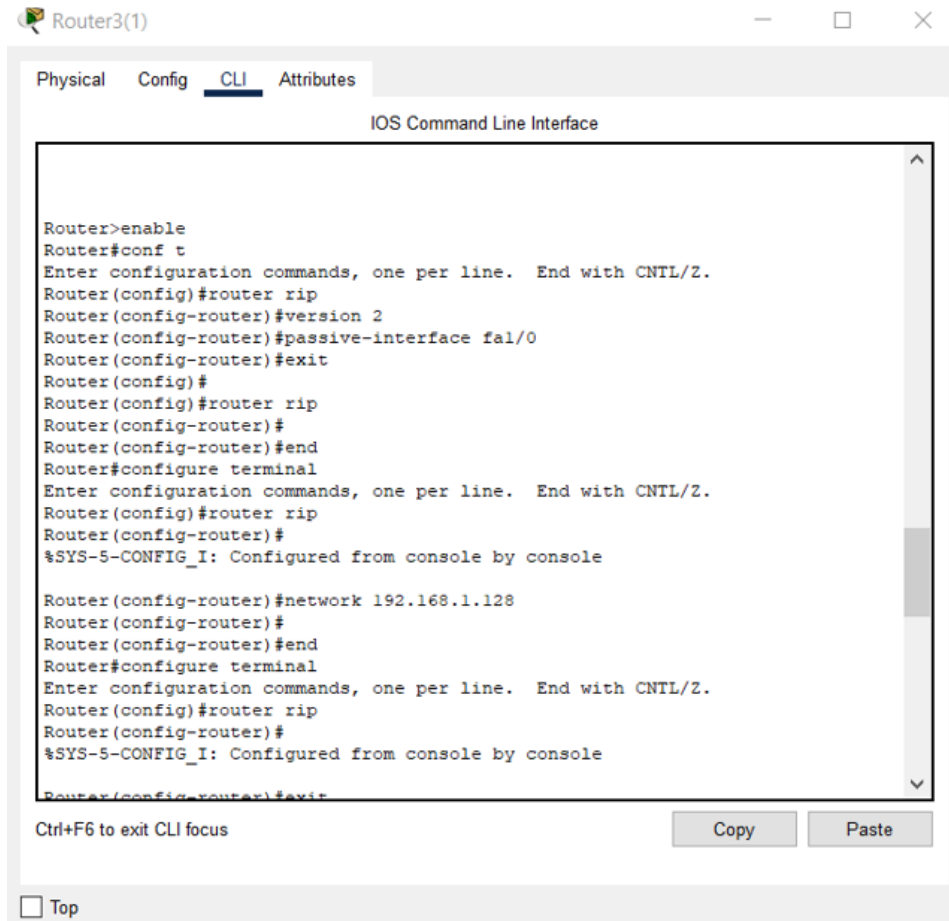 Router3(1)
Physical Config CLI Attributes
IOS Command Line Interface
Router>enable
Router#conf t
Enter configuration commands, one per line.  End with CNTL/Z.
Router(config)#router rip
Router(config-router)#version 2
Router(config-router)#passive-interface fa1/0
Router(config-router)#exit
Router(config)#
Router(config)#router rip
Router(config-router)#
Router(config-router)#end
Router#configure terminal
Enter configuration commands, one per line.  End with CNTL/Z.
Router(config)#router rip
Router(config-router)#
%SYS-5-CONFIG_I: Configured from console by console
Router(config-router)#network 192.168.1.128
Router(config-router)#
Router(config-router)#end
Router#configure terminal
Enter configuration commands, one per line.  End with CNTL/Z.
Router(config)#router rip
Router(config-router)#
%SYS-5-CONFIG_I: Configured from console by console
Router(config-router)#exit
Ctrl+F6 to exit CLI focus
Copy Paste
Top